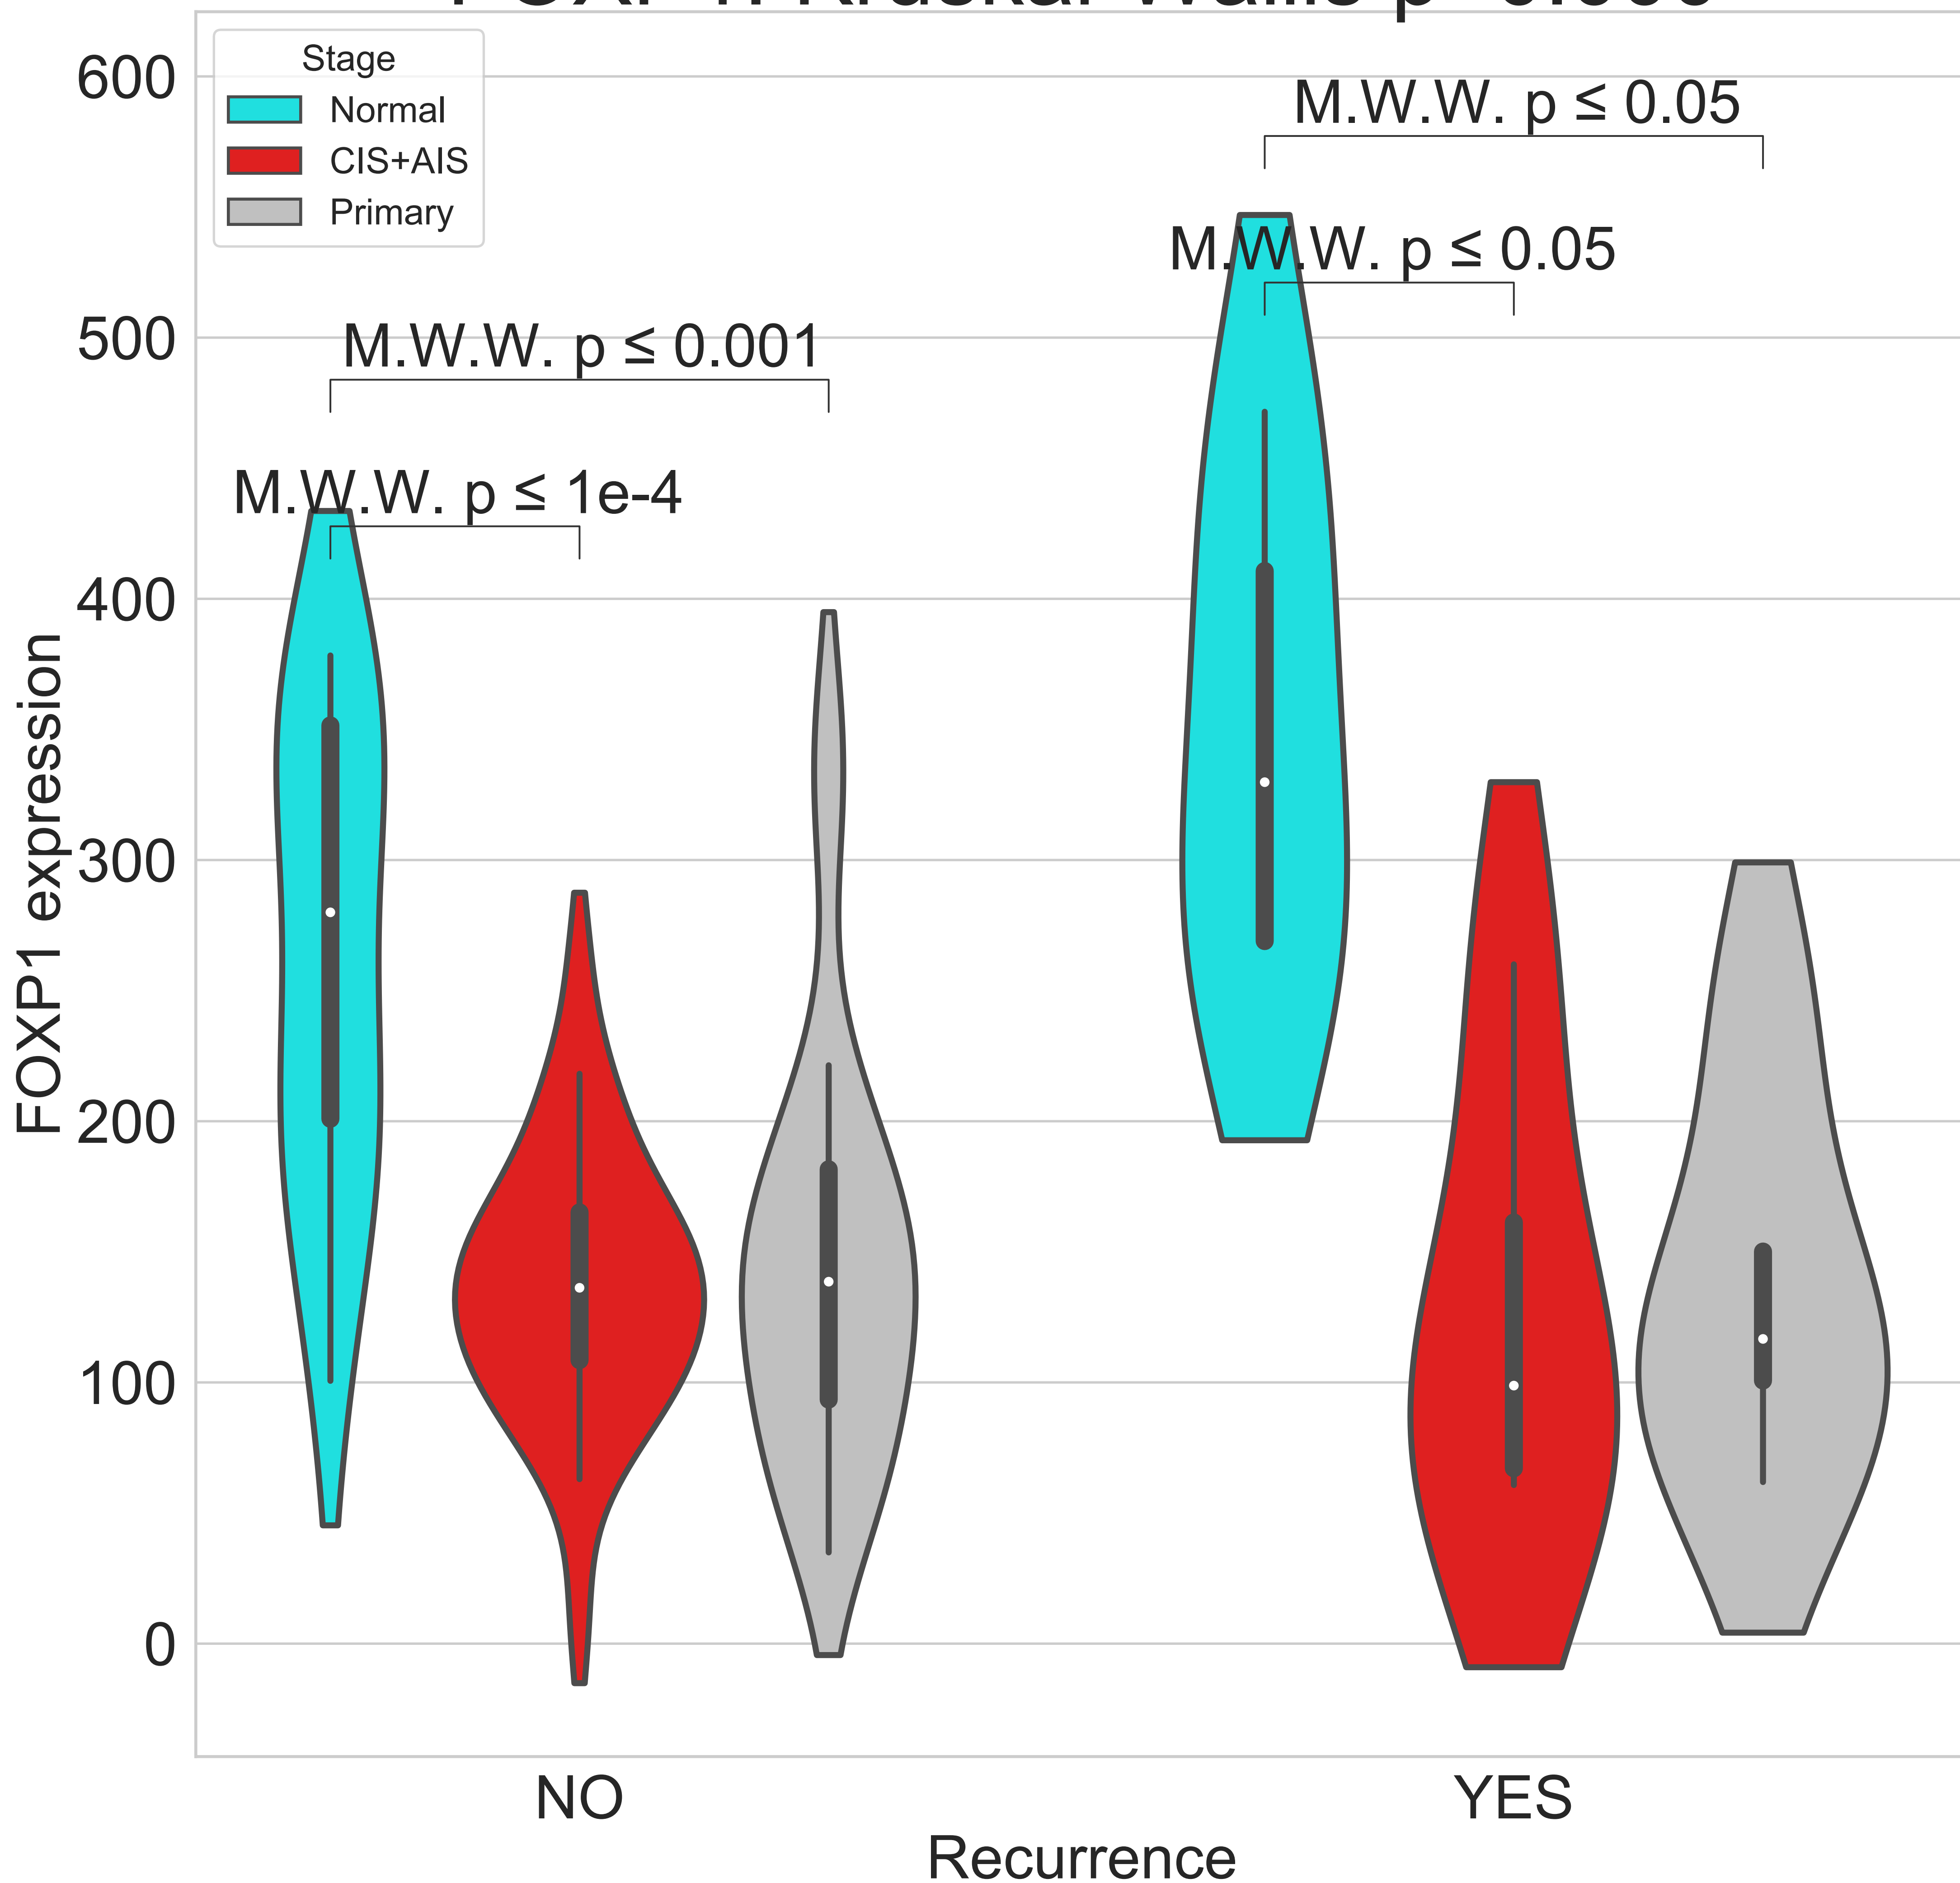 Stage
Normal
CIS+AIS
Primary
M.W.W. p ≤ 0.05
M.W.W. p ≤ 0.05
M.W.W. p ≤ 0.001
M.W.W. p ≤ 1e-4
600
500
400
300
200
100
0
FOXP1 expression
NO
YES
Recurrence